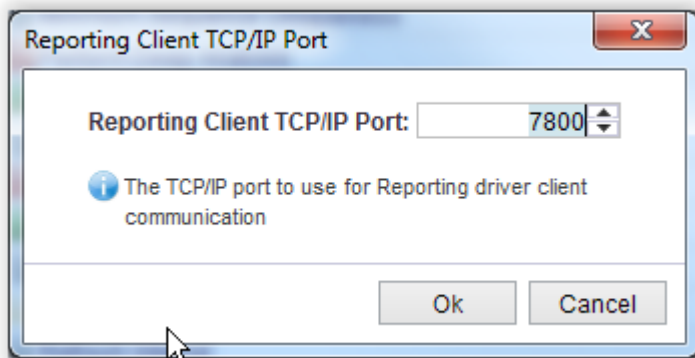 Reporting Client TCP/IP Port
Reporting Client TCP/IP Port: 7800
The TCP/IP port to use for Reporting driver client
communication
Ok Cancel